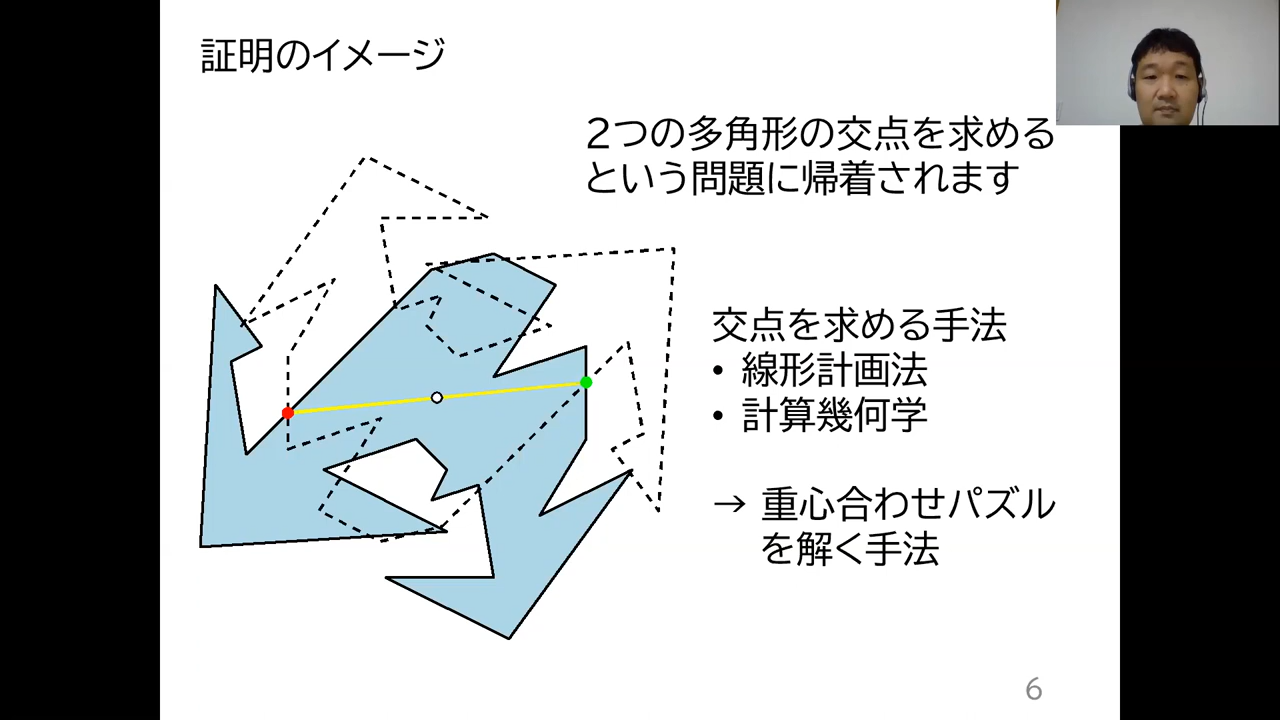 証明のイメージ
2つの多角形の交点を求める
という問題に帰着されます
交点を求める手法
• 線形計画法
• 計算幾何学
→ 重心合わせパズル
を解く手法
6